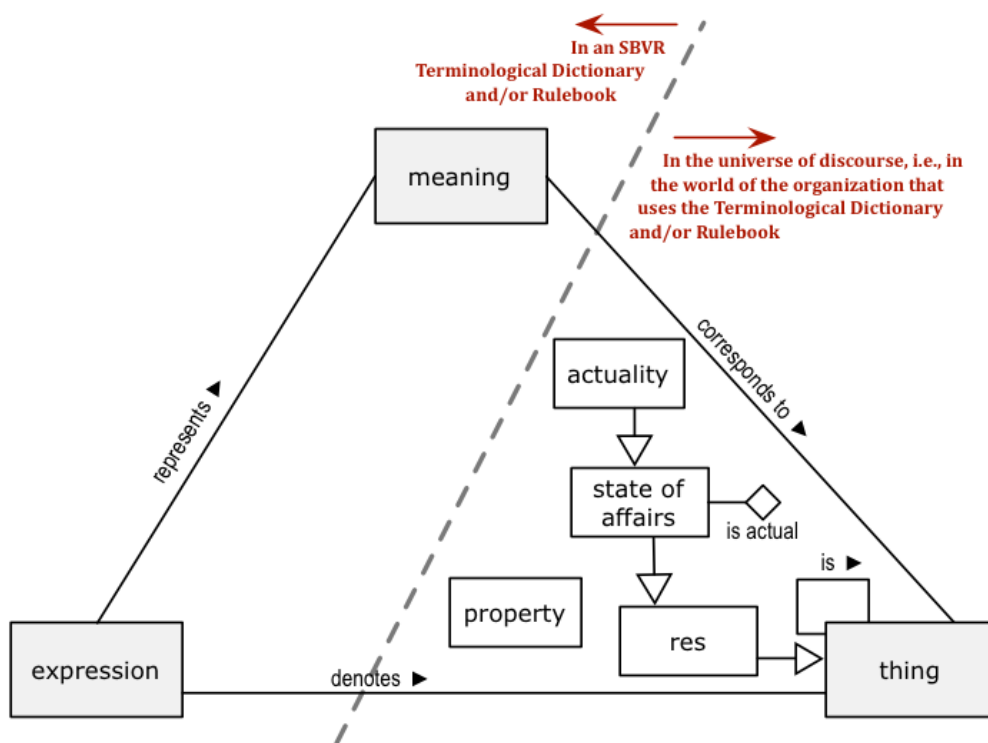 In an SBVR
Terminological Dictionary
and/or Rulebook
In the universe of discourse, i.e., in
the world of the organization that
uses the Terminological Dictionary
and/or Rulebook
meaning
corresponds to ▶
actuality
represents ▶
state of
affairs
is actual
is ▶
property
res
expression
thing
denotes ▶